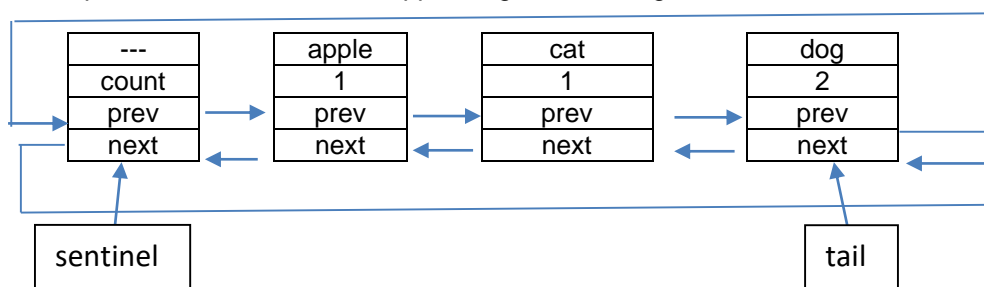 --- apple cat dog
count 1 1 2
prev prev prev prev
next next next next
sentinel tail